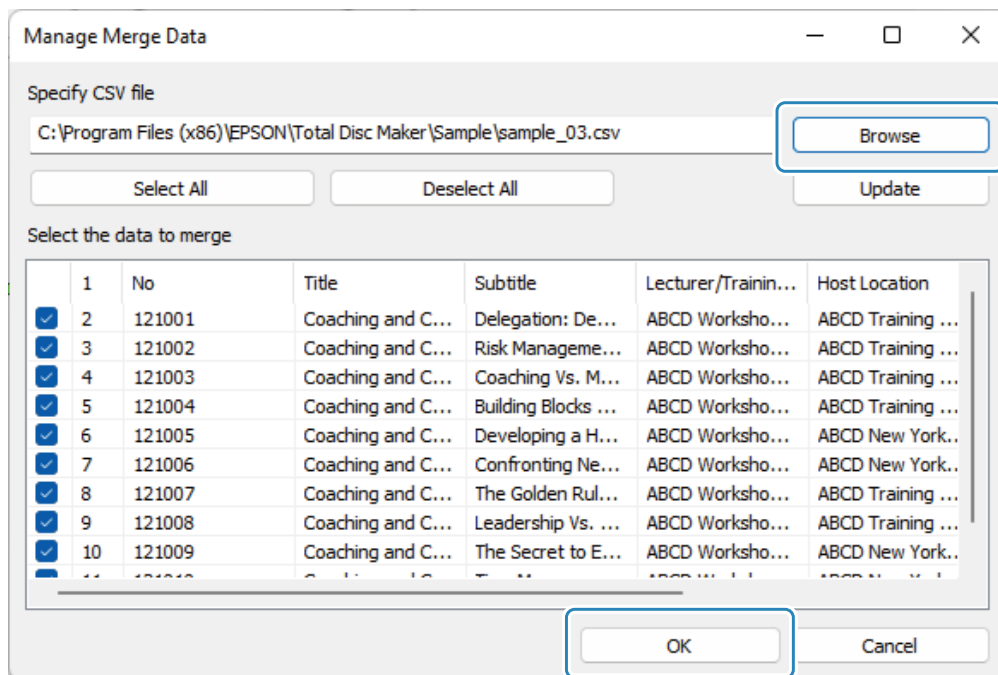 Manage Merge Data
Specify CSV file
C:\Program Files (x86)\EPSON\Total Disc Maker\Sample\sample_03.csv Browse
Select All Deselect All Update
Select the data to merge
1 No Title Subtitle Lecturer/Trainin... Host Location
2 121001 Coaching and C... Delegation: De... ABCD Worksho... ABCD Training ...
3 121002 Coaching and C... Risk Manageme... ABCD Worksho... ABCD Training ...
4 121003 Coaching and C... Coaching Vs. M... ABCD Worksho... ABCD Training ...
5 121004 Coaching and C... Building Blocks ... ABCD Worksho... ABCD Training ...
6 121005 Coaching and C... Developing a H... ABCD Worksho... ABCD New York..
7 121006 Coaching and C... Confronting Ne... ABCD Worksho... ABCD New York..
8 121007 Coaching and C... The Golden Rul... ABCD Worksho... ABCD Training ...
9 121008 Coaching and C... Leadership Vs. ... ABCD Worksho... ABCD Training ...
10 121009 Coaching and C... The Secret to E... ABCD Worksho... ABCD New York..
OK Cancel